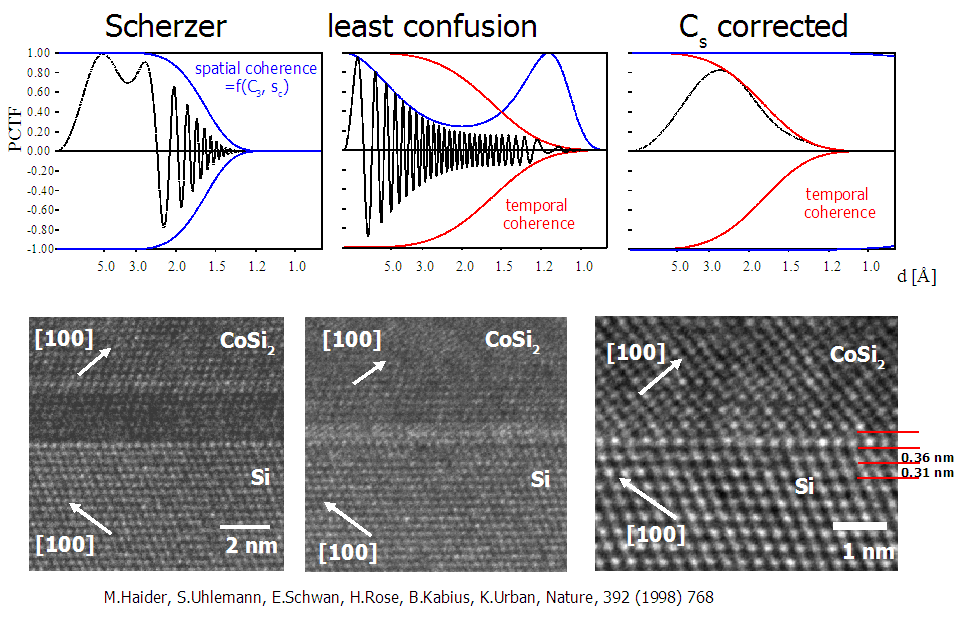 Scherzer
least confusion
Cs corrected
1.00
0.80
0.60
0.40
0.20
0.00
-0.20
-0.40
-0.60
-0.80
-1.00
PCTF
spatial coherence
=f(C3, sc)
temporal
coherence
temporal
coherence
5.0 3.0 2.0 1.5 1.2 1.0
5.0 3.0 2.0 1.5 1.2 1.0
5.0 3.0 2.0 1.5 1.2 1.0
d [Å]
[100]
CoSi2
Si
[100]
2 nm
[100]
CoSi2
Si
[100]
[100]
CoSi2
0.36 nm
0.31 nm
Si
[100]
1 nm
M.Haider, S.Uhlemann, E.Schwan, H.Rose, B.Kabius, K.Urban, Nature, 392 (1998) 768